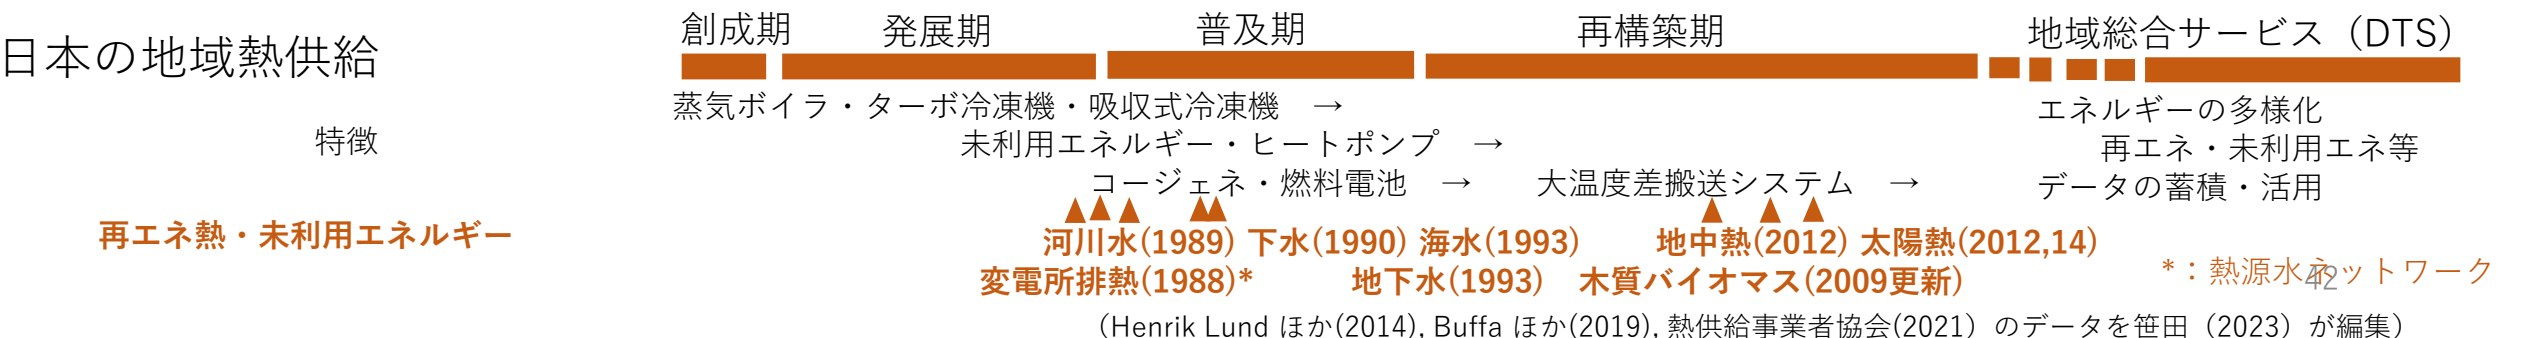 創成期 発展期 普及期 再構築期 地域総合サービス（DTS）
日本の地域熱供給
蒸気ボイラ・ターボ冷凍機・吸収式冷凍機 → エネルギーの多様化
特徴 未利用エネルギー・ヒートポンプ → 再エネ・未利用エネ等
コージェネ・燃料電池 → 大温度差搬送システム → データの蓄積・活用
再エネ熱・未利用エネルギー 河川水(1989) 下水(1990) 海水(1993) 地中熱(2012) 太陽熱(2012,14)
変電所排熱(1988)* 地下水(1993) 木質バイオマス(2009更新) *：熱源水ネットワーク
42
（Henrik Lund ほか(2014), Buffa ほか(2019), 熱供給事業者協会(2021）のデータを笹田（2023）が編集）